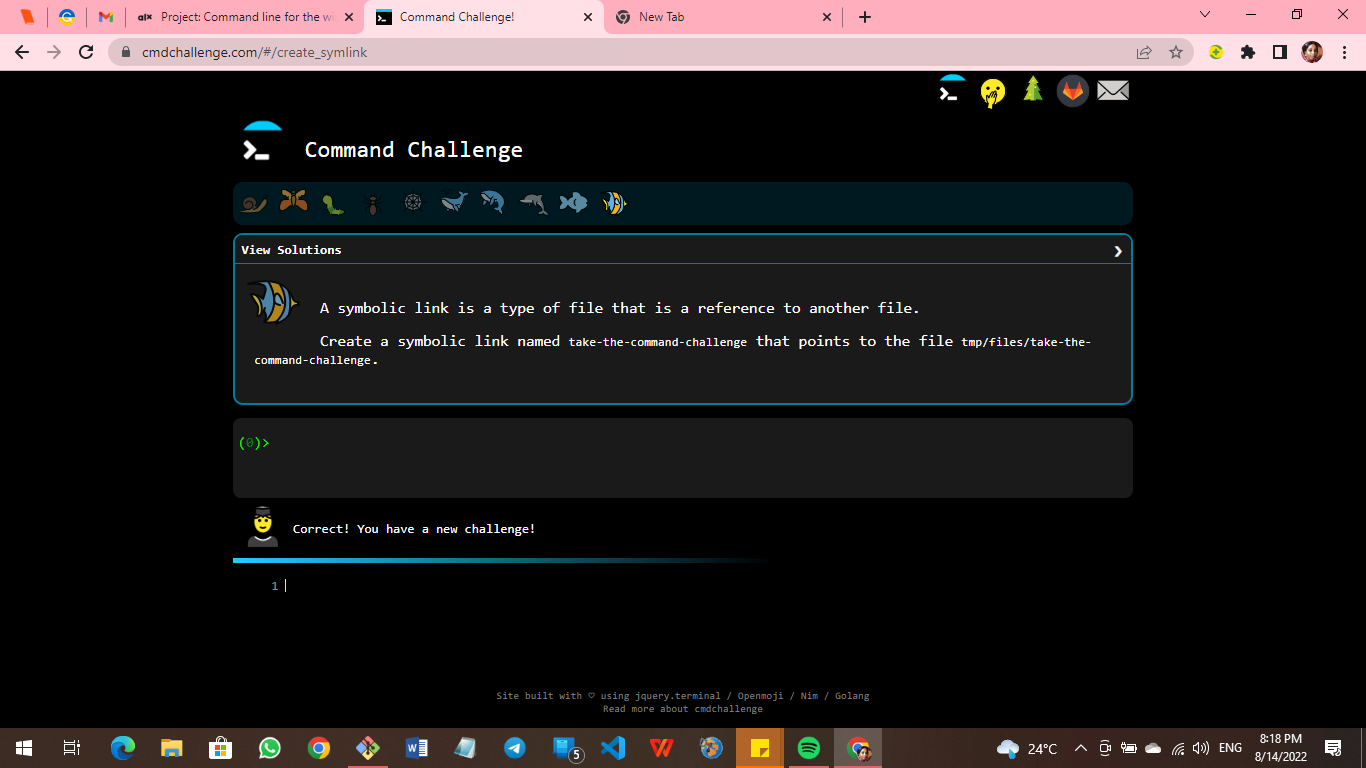 alx Project: Command line for the wi
Command Challenge!
New Tab
cmdchallenge.com/#/create_symlink
Command Challenge
View Solutions
A symbolic link is a type of file that is a reference to another file.
Create a symbolic link named take-the-command-challenge that points to the file tmp/files/take-the-
command-challenge.
(0)>
Correct! You have a new challenge!
1
Site built with ♡ using jquery.terminal / Openmoji / Nim / Golang
Read more about cmdchallenge
5
24°C
ENG
8:18 PM
8/14/2022